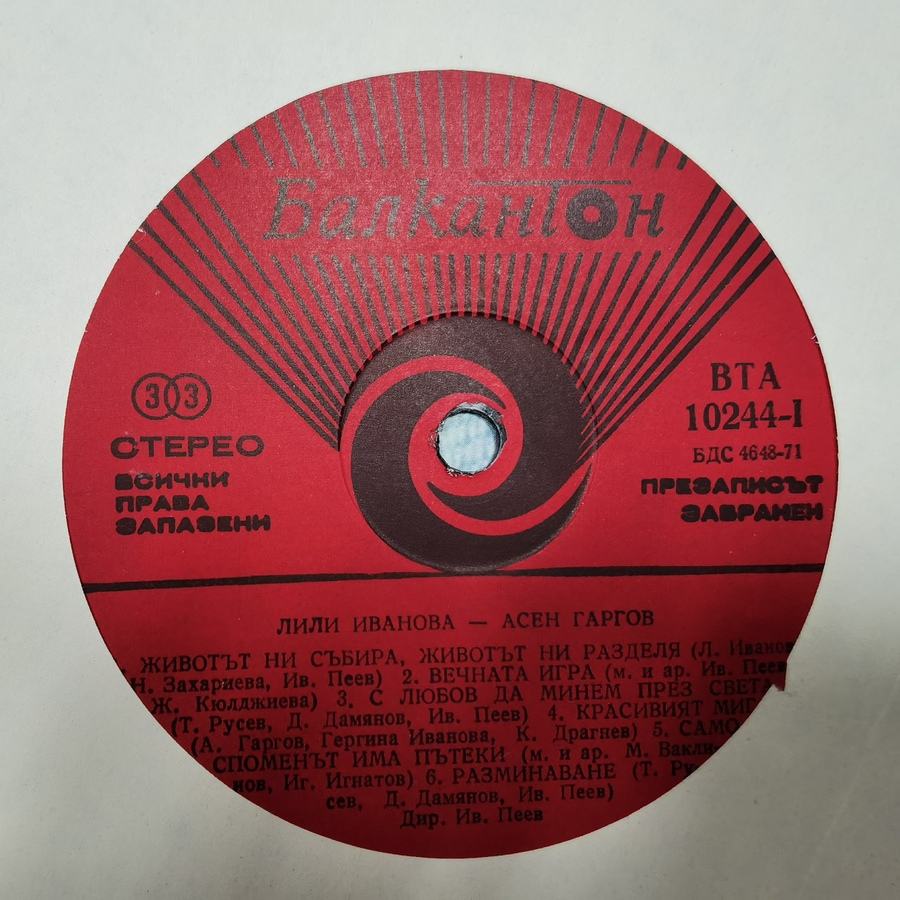 Балкантон
33
СТЕРЕО
ВСИЧКИ
ПРАВА
ЗАПАЗЕНИ
ВТА
10244-I
БДС 4648-71
ПРЕЗАПИСЪТ
ЗАБРАНЕН
ЛИЛИ ИВАНОВА — АСЕН ГАРГОВ
ЖИВОТЪТ НИ СЪБИРА, ЖИВОТЪТ НИ РАЗДЕЛЯ (Л. Иванов
Н. Захариева, Ив. Пеев) 2. ВЕЧНАТА ИГРА (м. и ар. Ив. Пеев
Ж. Кюлджиева) 3. С ЛЮБОВ ДА МИНЕМ ПРЕЗ СВЕТА
(Т. Русев, Д. Дамянов, Ив. Пеев) 4. КРАСИВИЯТ МИГ
(А. Гаргов, Гергина Иванова, К. Драгнев) 5. САМО
СПОМЕНЪТ ИМА ПЪТЕКИ (м. и ар. М. Вакли-
нов, Иг. Игнатов) 6. РАЗМИНАВАНЕ (Т. Ру-
сев, Д. Дамянов, Ив. Пеев)
Дир. Ив. Пеев